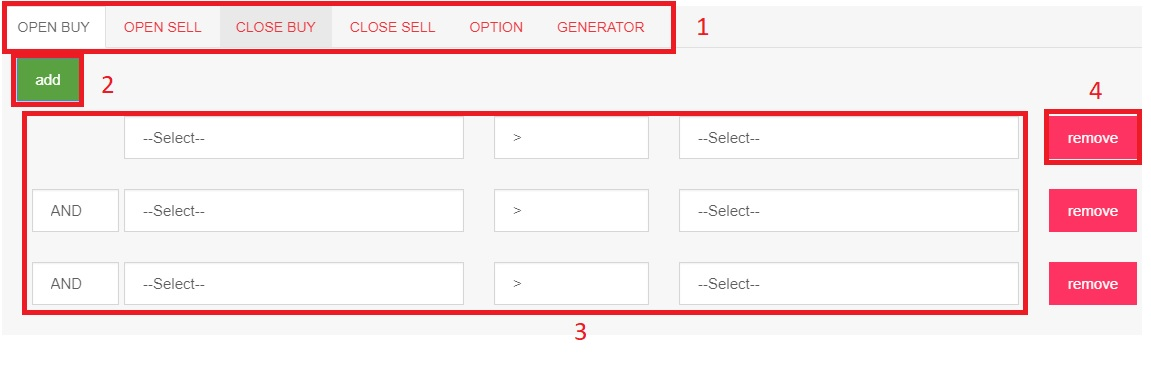 OPEN BUY OPEN SELL CLOSE BUY CLOSE SELL OPTION GENERATOR 1
add 2
4
--Select-- > --Select-- remove
AND --Select-- > --Select-- remove
AND --Select-- > --Select-- remove
3